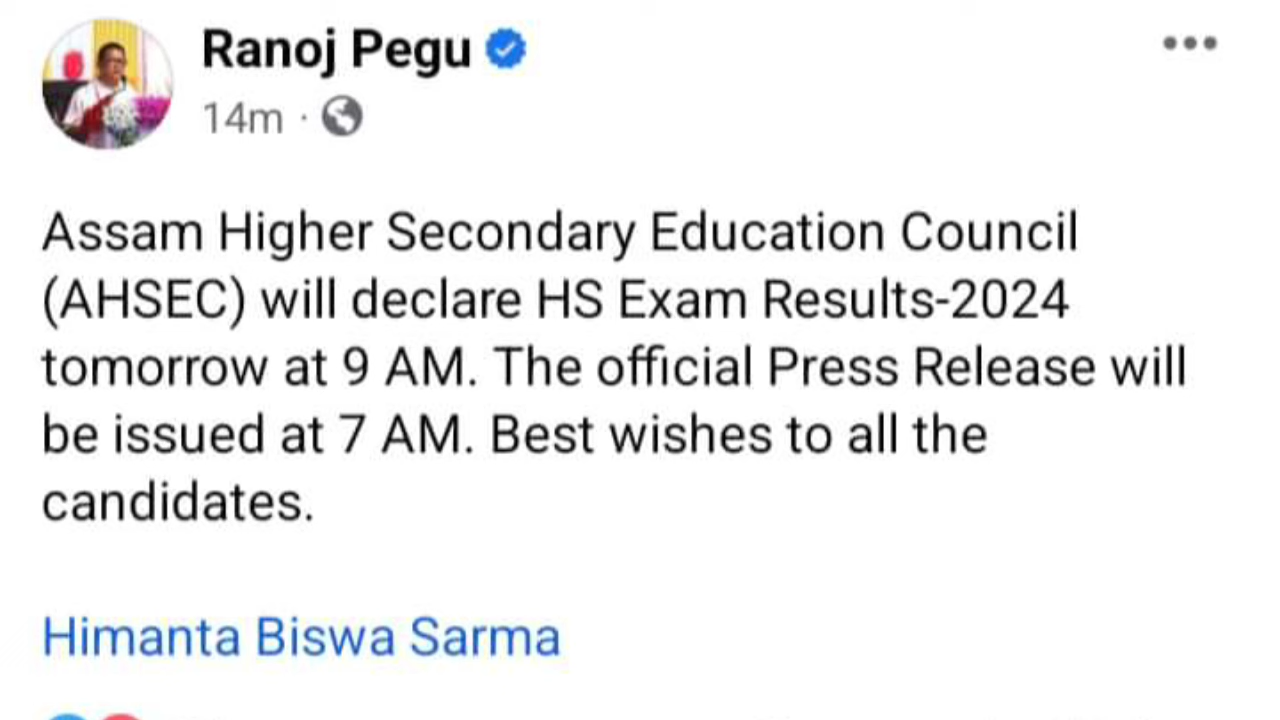 Ranoj Pegu
14m ·
Assam Higher Secondary Education Council
(AHSEC) will declare HS Exam Results-2024
tomorrow at 9 AM. The official Press Release will
be issued at 7 AM. Best wishes to all the
candidates.
Himanta Biswa Sarma